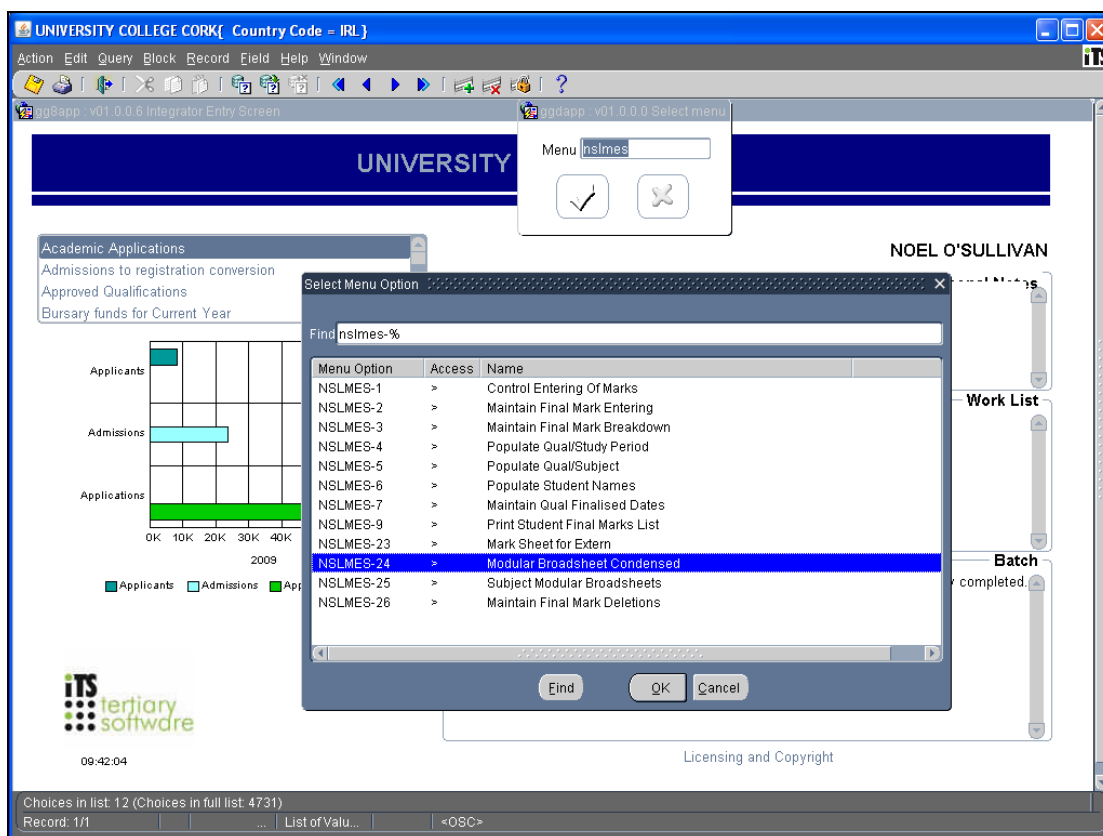 UNIVERSITY COLLEGE CORK{ Country Code = IRL}
Action Edit Query Block Record Field Help Window
iTS
gg8app : v01.0.0.6 Integrator Entry Screen
ggdapp : v01.0.0.0 Select menu
UNIVERSITY
Menu nslmes
NOEL O'SULLIVAN
Academic Applications
Admissions to registration conversion
Approved Qualifications
Bursary funds for Current Year
Notes
Select Menu Option
Find nslmes-%
Menu Option Access Name
NSLMES-1 > Control Entering Of Marks
NSLMES-2 > Maintain Final Mark Entering
NSLMES-3 > Maintain Final Mark Breakdown
NSLMES-4 > Populate Qual/Study Period
NSLMES-5 > Populate Qual/Subject
NSLMES-6 > Populate Student Names
NSLMES-7 > Maintain Qual Finalised Dates
NSLMES-9 > Print Student Final Marks List
NSLMES-23 > Mark Sheet for Extern
NSLMES-24 > Modular Broadsheet Condensed
NSLMES-25 > Subject Modular Broadsheets
NSLMES-26 > Maintain Final Mark Deletions
Find OK Cancel
Applicants
Admissions
Applications
0K 10K 20K 30K 40K
2009
Applicants Admissions App
Work List
Batch
completed.
iTS
tertiary
software
09:42:04
Licensing and Copyright
Choices in list: 12 (Choices in full list: 4731)
Record: 1/1 ... List of Valu... <OSC>